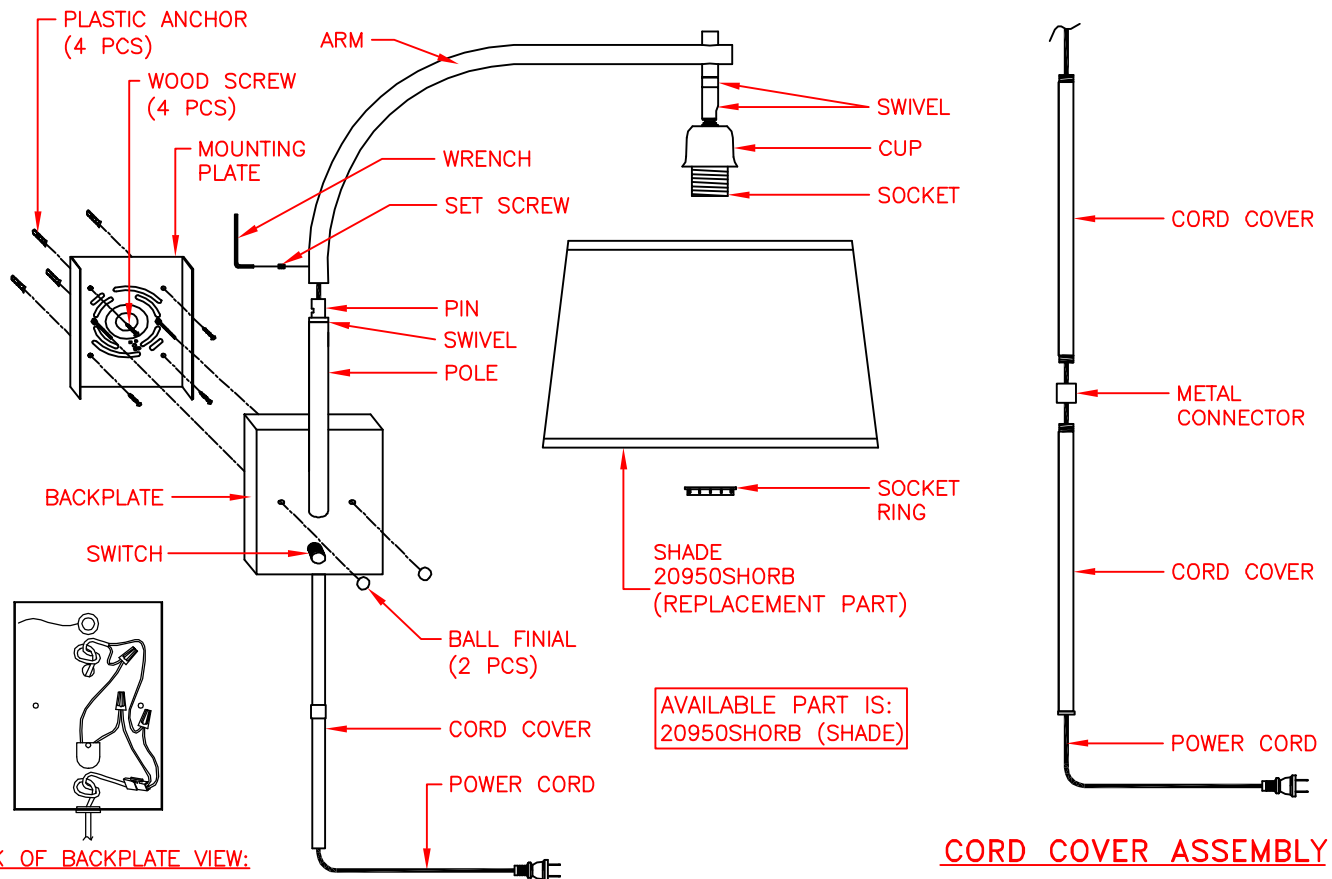 PLASTIC ANCHOR
(4 PCS)
WOOD SCREW
(4 PCS)
MOUNTING
PLATE
ARM
WRENCH
SET SCREW
PIN
SWIVEL
POLE
BACKPLATE
SWITCH
BALL FINIAL
(2 PCS)
CORD COVER
POWER CORD
OF BACKPLATE VIEW:
SWIVEL
CUP
SOCKET
SOCKET
RING
SHADE
20950SHORB
(REPLACEMENT PART)
AVAILABLE PART IS:
20950SHORB (SHADE)
CORD COVER
METAL
CONNECTOR
CORD COVER
POWER CORD
CORD COVER ASSEMBLY